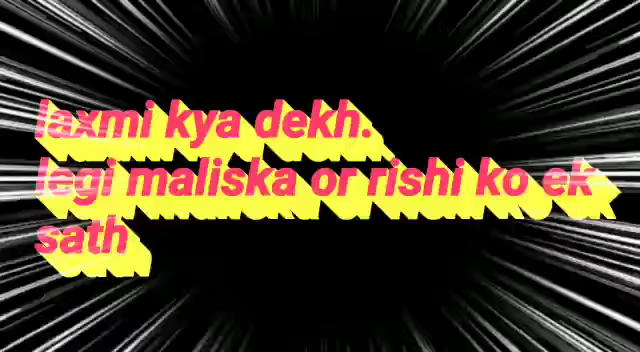 laxmi kya dekh.
legi maliska or rishi ko ek
sath